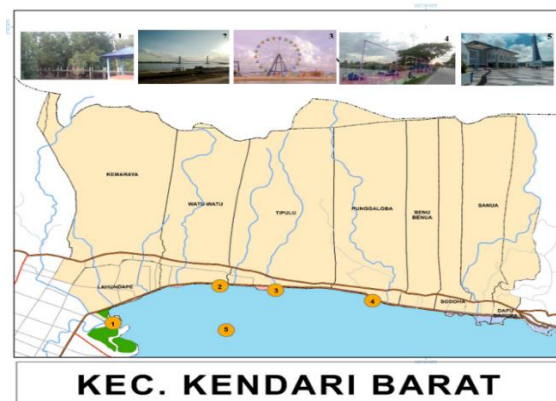 1
2
3
4
5
KEMARAYA
WATU-WATU
TIPULU
PUNGGALOBA
BENU
BENUA
SANUA
LAHUNDAPE
SODOHA
DAPU
2
3
4
1
5
KEC. KENDARI BARAT